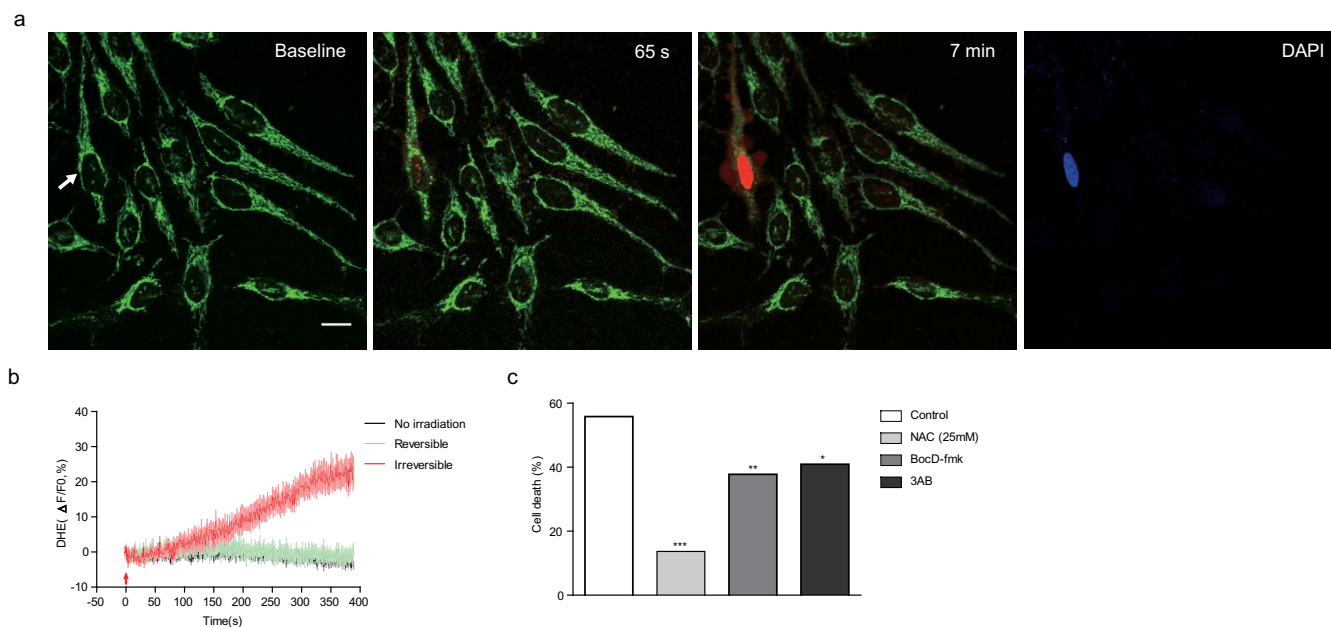 a
Baseline
65 s
7 min
DAPI
b
40
30
20
10
0
-10
-50
0
50
100
150
200
250
300
350
400
DHE( ΔF/F0,%)
Time(s)
No irradiation
Reversible
Irreversible
c
60
40
20
0
Cell death (%)
***
**
*
Control
NAC (25mM)
BocD-fmk
3AB